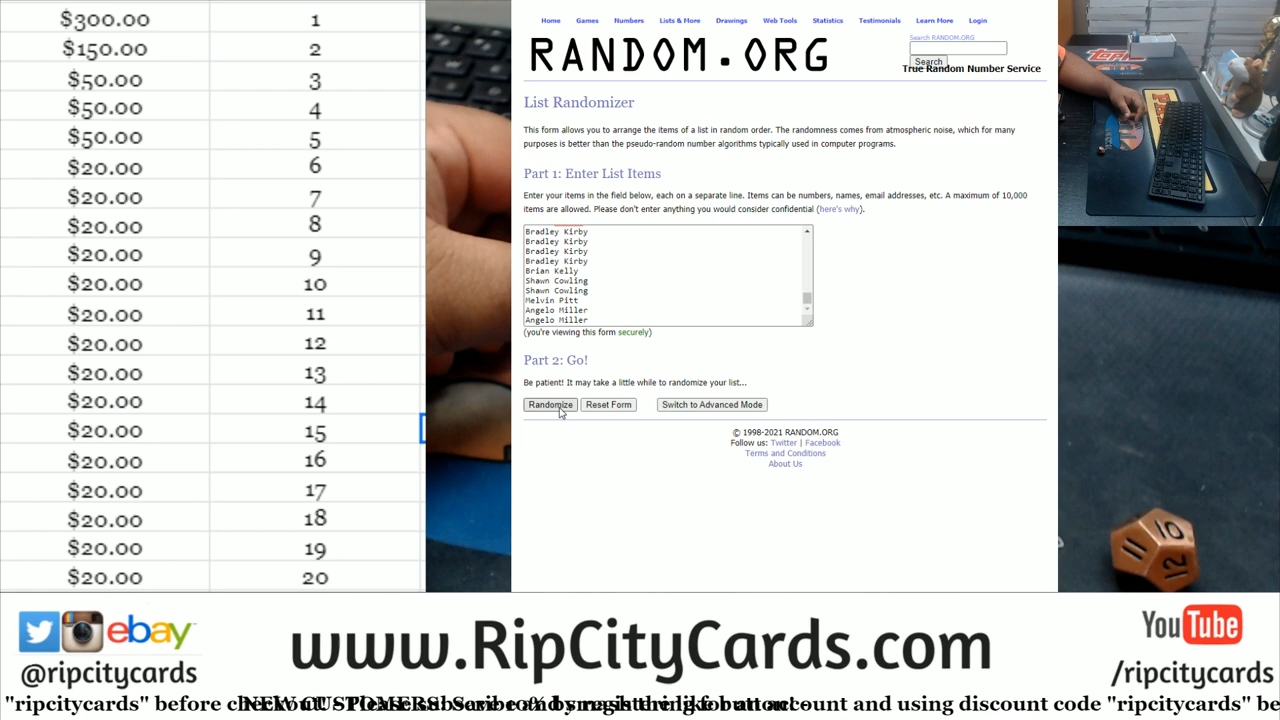 $300.00 1
$150.00 2
$50.00 3
$50.00 4
$50.00 5
$20.00 6
$20.00 7
$20.00 8
$20.00 9
$20.00 10
$20.00 11
$20.00 12
$20.00 13
$20.00 14
$20.00 15
$20.00 16
$20.00 17
$20.00 18
$20.00 19
$20.00 20
Home Games Numbers Lists & More Drawings Web Tools Statistics Testimonials Learn More Login
RANDOM.ORG
Search RANDOM.ORG
Search
True Random Number Service
List Randomizer
This form allows you to arrange the items of a list in random order. The randomness comes from atmospheric noise, which for many
purposes is better than the pseudo-random number algorithms typically used in computer programs.
Part 1: Enter List Items
Enter your items in the field below, each on a separate line. Items can be numbers, names, email addresses, etc. A maximum of 10,000
items are allowed. Please don't enter anything you would consider confidential (here's why).
Bradley Kirby
Bradley Kirby
Bradley Kirby
Bradley Kirby
Brian Kelly
Shawn Cowling
Shawn Cowling
Melvin Pitt
Angelo Miller
Angelo Miller
(you're viewing this form securely)
Part 2: Go!
Be patient! It may take a little while to randomize your list...
Randomize Reset Form Switch to Advanced Mode
© 1998-2021 RANDOM.ORG
Follow us: Twitter | Facebook
Terms and Conditions
About Us
11 10 12
ebay
@ripcitycards
www.RipCityCards.com
YouTube
/ripcitycards
"ripcitycards" before count and using discount code "ripcitycards" be